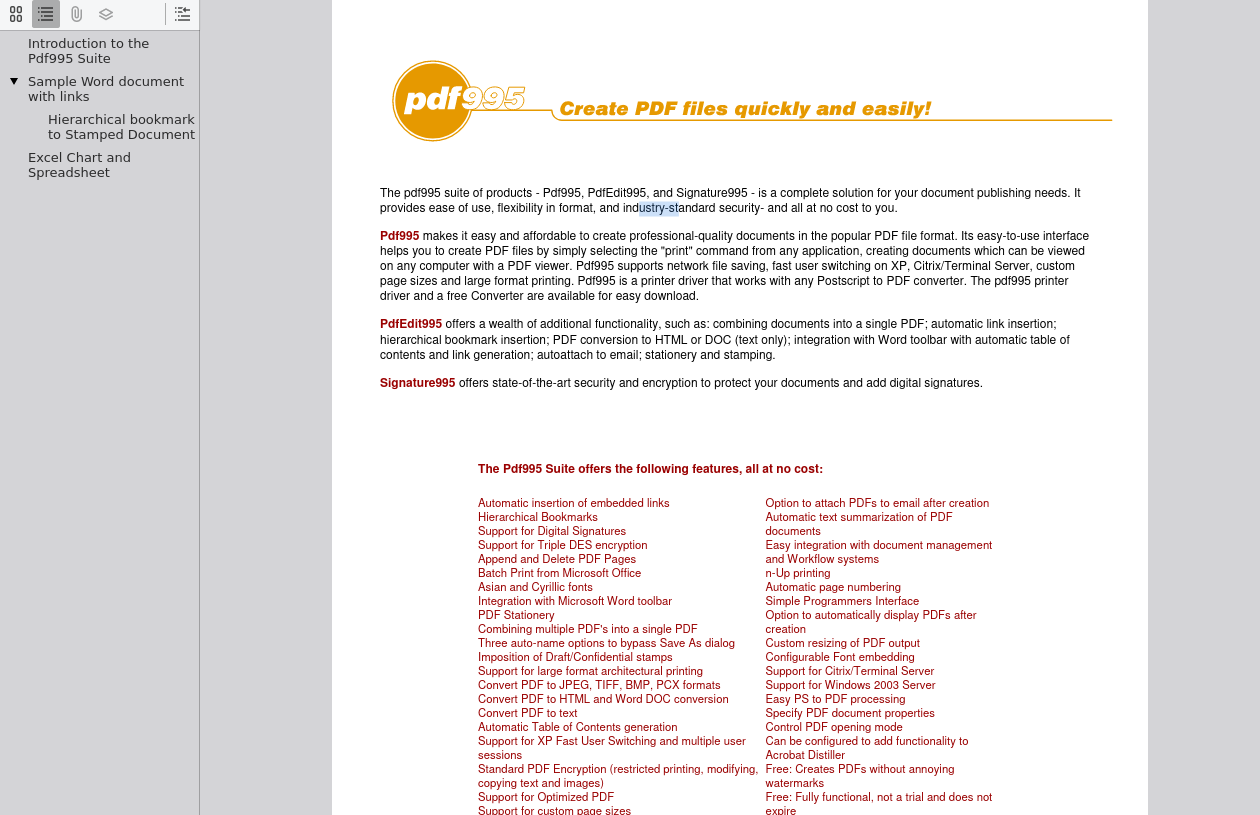 Introduction to the
Pdf995 Suite
Sample Word document
with links
Hierarchical bookmark
to Stamped Document
Excel Chart and
Spreadsheet
pdf995
Create PDF files quickly and easily!
The pdf995 suite of products - Pdf995, PdfEdit995, and Signature995 - is a complete solution for your document publishing needs. It
provides ease of use, flexibility in format, and industry-standard security- and all at no cost to you.
Pdf995 makes it easy and affordable to create professional-quality documents in the popular PDF file format. Its easy-to-use interface
helps you to create PDF files by simply selecting the "print" command from any application, creating documents which can be viewed
on any computer with a PDF viewer. Pdf995 supports network file saving, fast user switching on XP, Citrix/Terminal Server, custom
page sizes and large format printing. Pdf995 is a printer driver that works with any Postscript to PDF converter. The pdf995 printer
driver and a free Converter are available for easy download.
PdfEdit995 offers a wealth of additional functionality, such as: combining documents into a single PDF; automatic link insertion;
hierarchical bookmark insertion; PDF conversion to HTML or DOC (text only); integration with Word toolbar with automatic table of
contents and link generation; autoattach to email; stationery and stamping.
Signature995 offers state-of-the-art security and encryption to protect your documents and add digital signatures.
The Pdf995 Suite offers the following features, all at no cost:
Automatic insertion of embedded links
Hierarchical Bookmarks
Support for Digital Signatures
Support for Triple DES encryption
Append and Delete PDF Pages
Batch Print from Microsoft Office
Asian and Cyrillic fonts
Integration with Microsoft Word toolbar
PDF Stationery
Combining multiple PDF's into a single PDF
Three auto-name options to bypass Save As dialog
Imposition of Draft/Confidential stamps
Support for large format architectural printing
Convert PDF to JPEG, TIFF, BMP, PCX formats
Convert PDF to HTML and Word DOC conversion
Convert PDF to text
Automatic Table of Contents generation
Support for XP Fast User Switching and multiple user
sessions
Standard PDF Encryption (restricted printing, modifying,
copying text and images)
Support for Optimized PDF
Support for custom page sizes
Option to attach PDFs to email after creation
Automatic text summarization of PDF
documents
Easy integration with document management
and Workflow systems
n-Up printing
Automatic page numbering
Simple Programmers Interface
Option to automatically display PDFs after
creation
Custom resizing of PDF output
Configurable Font embedding
Support for Citrix/Terminal Server
Support for Windows 2003 Server
Easy PS to PDF processing
Specify PDF document properties
Control PDF opening mode
Can be configured to add functionality to
Acrobat Distiller
Free: Creates PDFs without annoying
watermarks
Free: Fully functional, not a trial and does not
expire